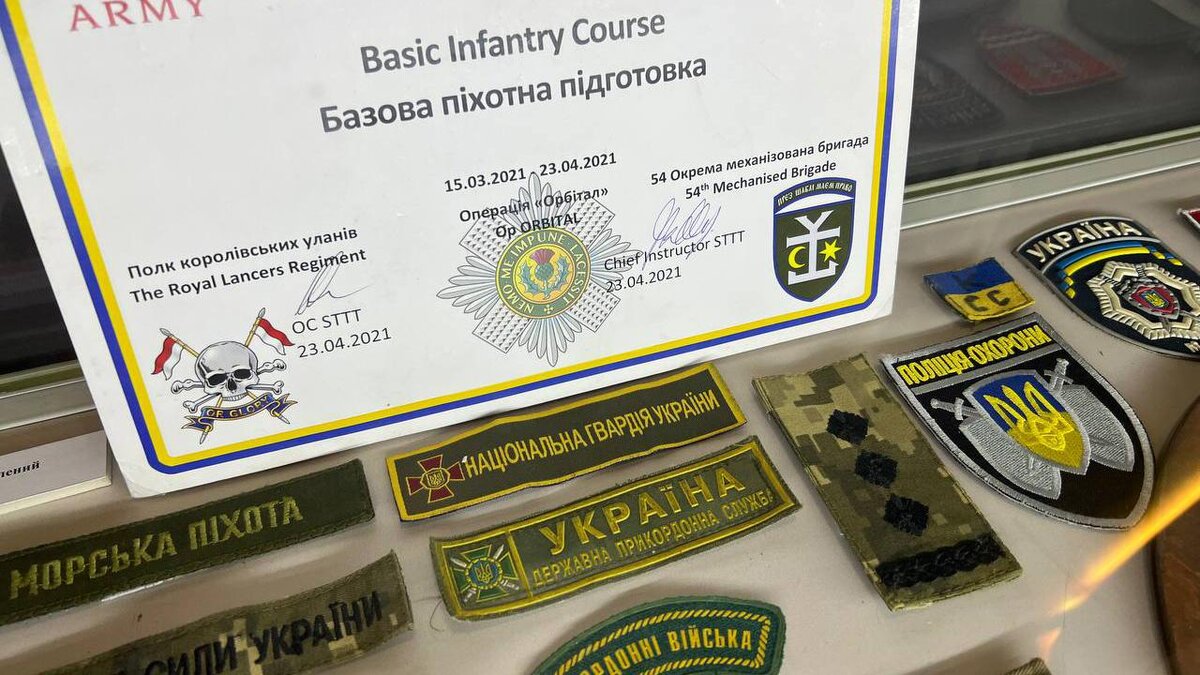 ARMY
Basic Infantry Course
Базова піхотна підготовка
15.03.2021 - 23.04.2021
Операція «Орбітал»
Op ORBITAL
NEMO ME IMPUNE LACESSIT
54 Окрема механізована бригада
54th Mechanised Brigade
Chief Instructor STTT
23.04.2021
Полк королівських уланів
The Royal Lancers Regiment
OC STTT
23.04.2021
OR GLORY
УКРАЇНА
СС
ПОЛІЦІЯ ОХОРОНИ
НАЦІОНАЛЬНА ГВАРДІЯ УКРАЇНИ
УКРАЇНА
ДЕРЖАВНА ПРИКОРДОННА СЛУЖБА
МОРСЬКА ПІХОТА
СИЛИ УКРАЇНИ
ВІЙСЬКА